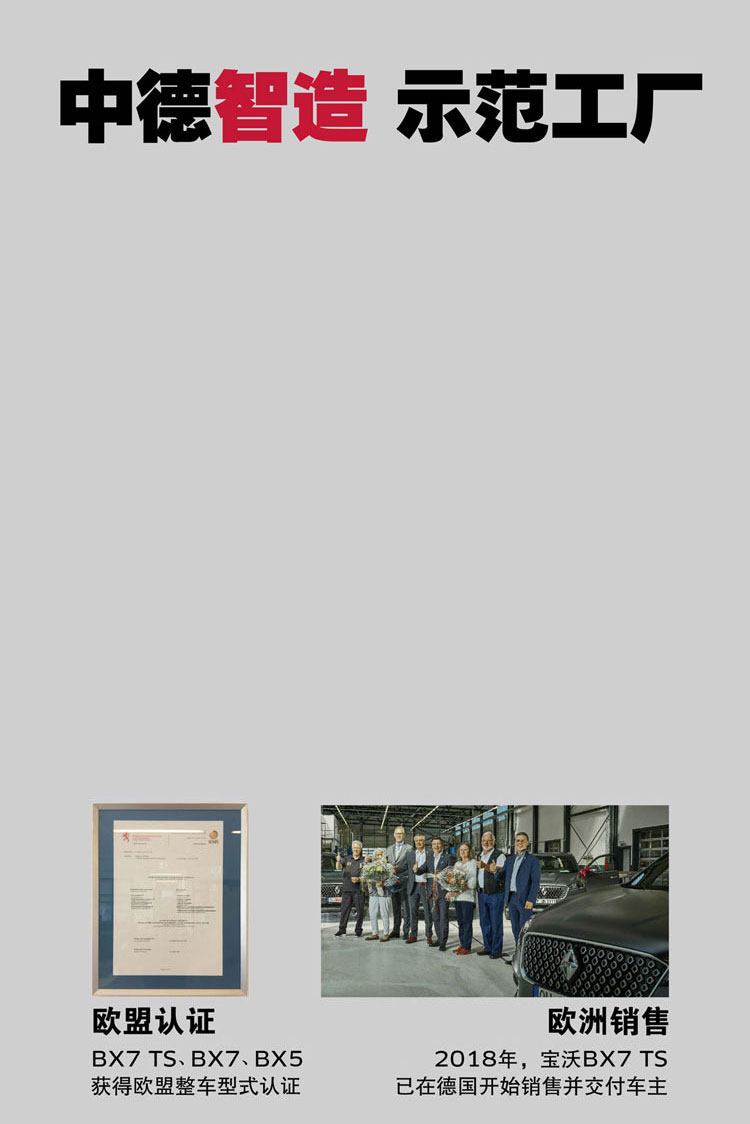 中德智造 示范工厂
欧盟认证
BX7 TS、BX7、BX5
获得欧盟整车型式认证
欧洲销售
2018年，宝沃BX7 TS
已在德国开始销售并交付车主